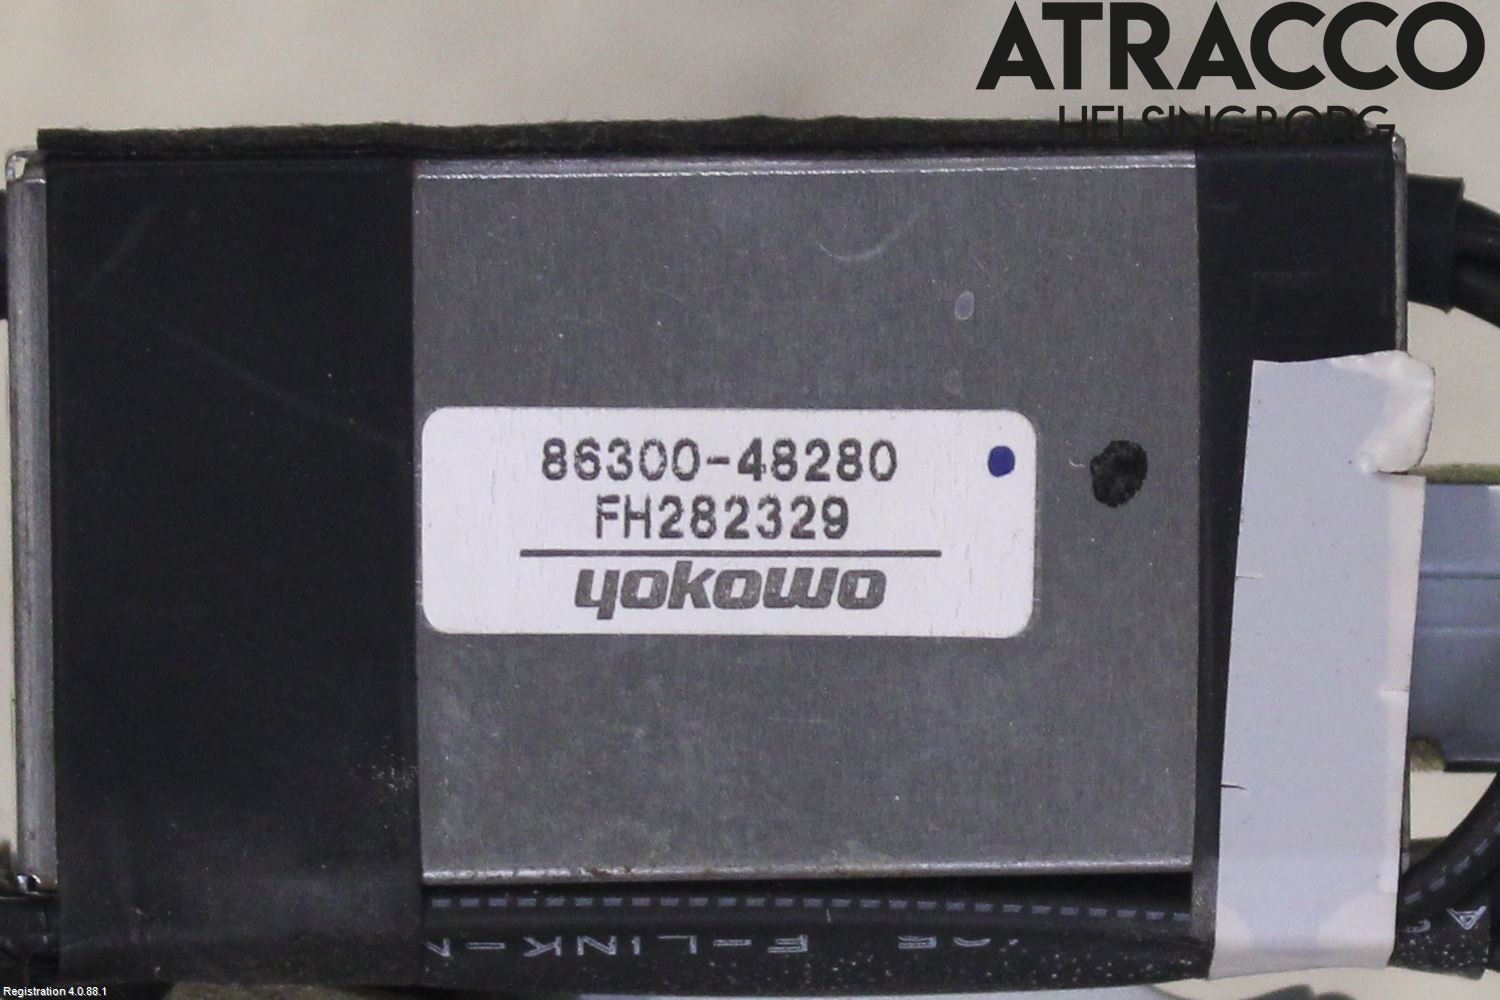 ATRACCO
HELSINGBORG
86300-48280
FH282329
yokowo
F-LINK-
Registration 4.0.88.1